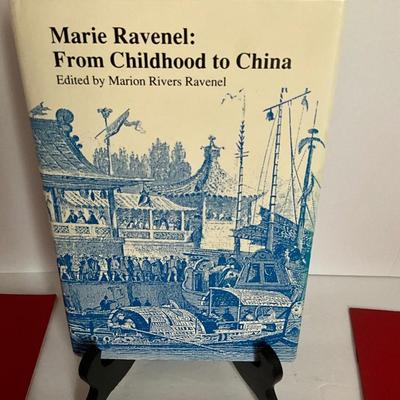 Marie Ravenel:
From Childhood to China
Edited by Marion Rivers Ravenel